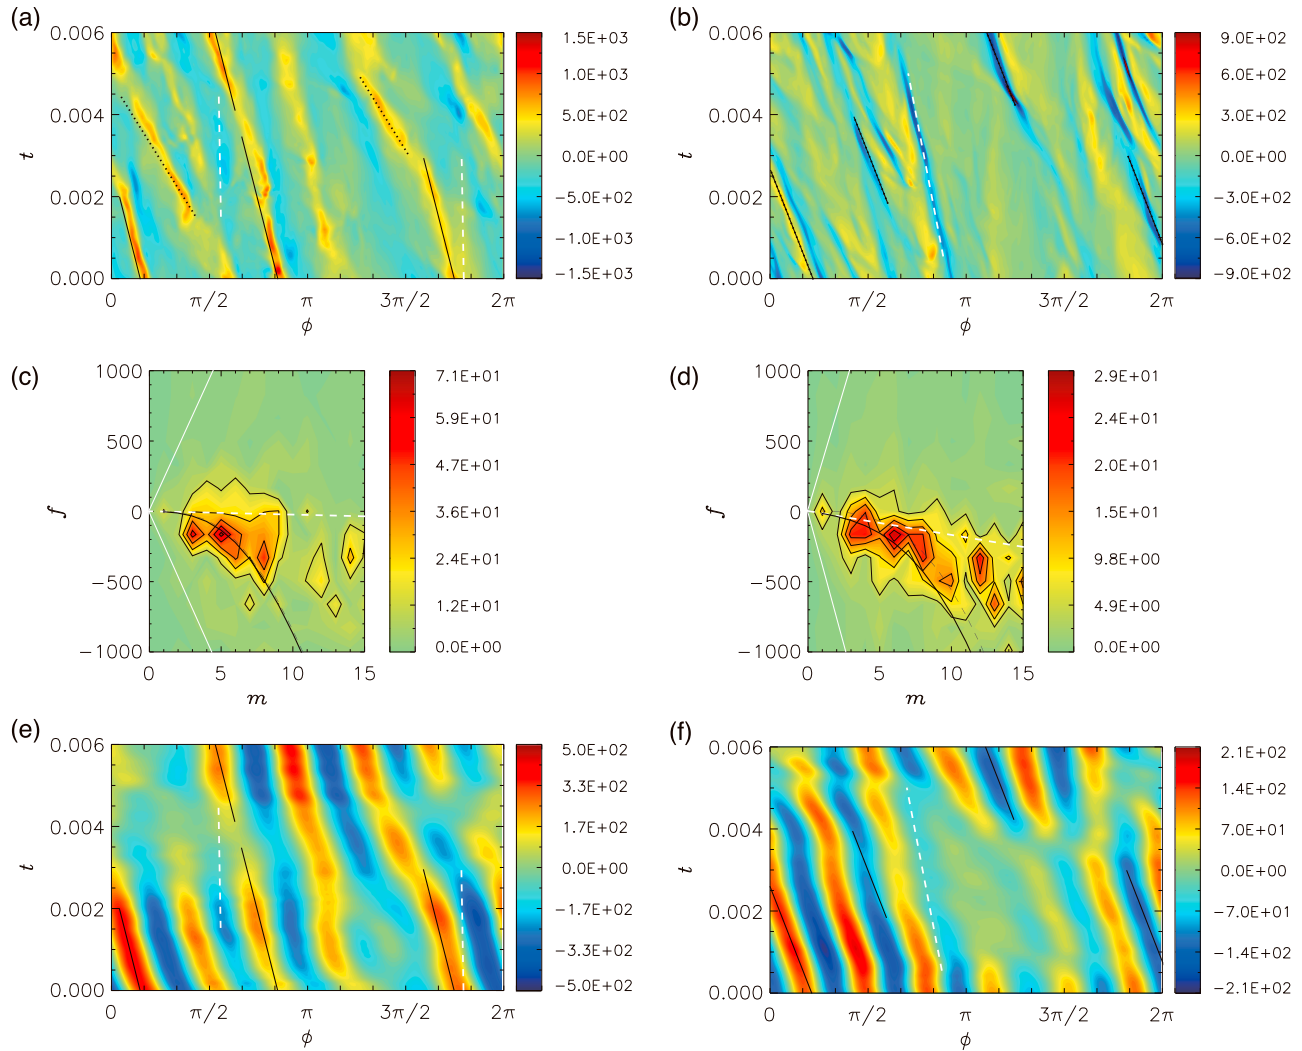 (a)
0.006
0.004
0.002
0.000
t
0 π/2 π 3π/2 2π
ϕ
1.5E+03
1.0E+03
5.0E+02
0.0E+00
−5.0E+02
−1.0E+03
−1.5E+03
(b)
0.006
0.004
0.002
0.000
t
0 π/2 π 3π/2 2π
ϕ
9.0E+02
6.0E+02
3.0E+02
0.0E+00
−3.0E+02
−6.0E+02
−9.0E+02
(c)
1000
500
0
−500
−1000
f
0 5 10 15
m
7.1E+01
5.9E+01
4.7E+01
3.6E+01
2.4E+01
1.2E+01
0.0E+00
(d)
1000
500
0
−500
−1000
f
0 5 10 15
m
2.9E+01
2.4E+01
2.0E+01
1.5E+01
9.8E+00
4.9E+00
0.0E+00
(e)
0.006
0.004
0.002
0.000
t
0 π/2 π 3π/2 2π
ϕ
5.0E+02
3.3E+02
1.7E+02
0.0E+00
−1.7E+02
−3.3E+02
−5.0E+02
(f)
0.006
0.004
0.002
0.000
t
0 π/2 π 3π/2 2π
ϕ
2.1E+02
1.4E+02
7.0E+01
0.0E+00
−7.0E+01
−1.4E+02
−2.1E+02